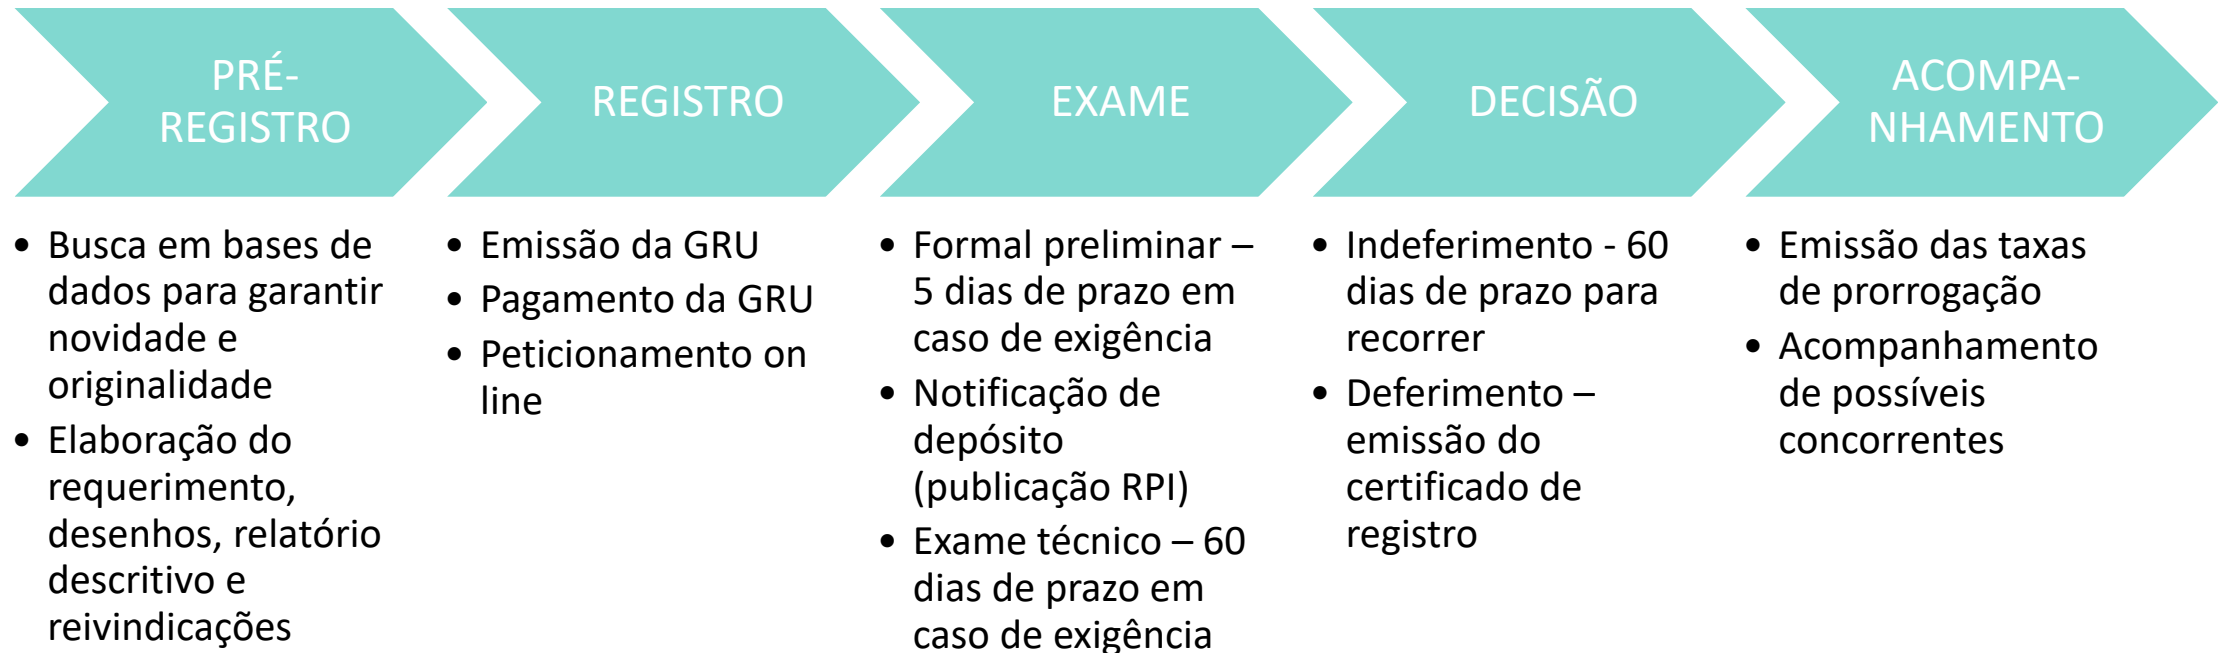 PRÉ-
REGISTRO
• Busca em bases de
dados para garantir
novidade e
originalidade
• Elaboração do
requerimento,
desenhos, relatório
descritivo e
reivindicações
REGISTRO
• Emissão da GRU
• Pagamento da GRU
• Peticionamento on
line
EXAME
• Formal preliminar –
5 dias de prazo em
caso de exigência
• Notificação de
depósito
(publicação RPI)
• Exame técnico – 60
dias de prazo em
caso de exigência
DECISÃO
• Indeferimento - 60
dias de prazo para
recorrer
• Deferimento –
emissão do
certificado de
registro
ACOMPA-
NHAMENTO
• Emissão das taxas
de prorrogação
• Acompanhamento
de possíveis
concorrentes